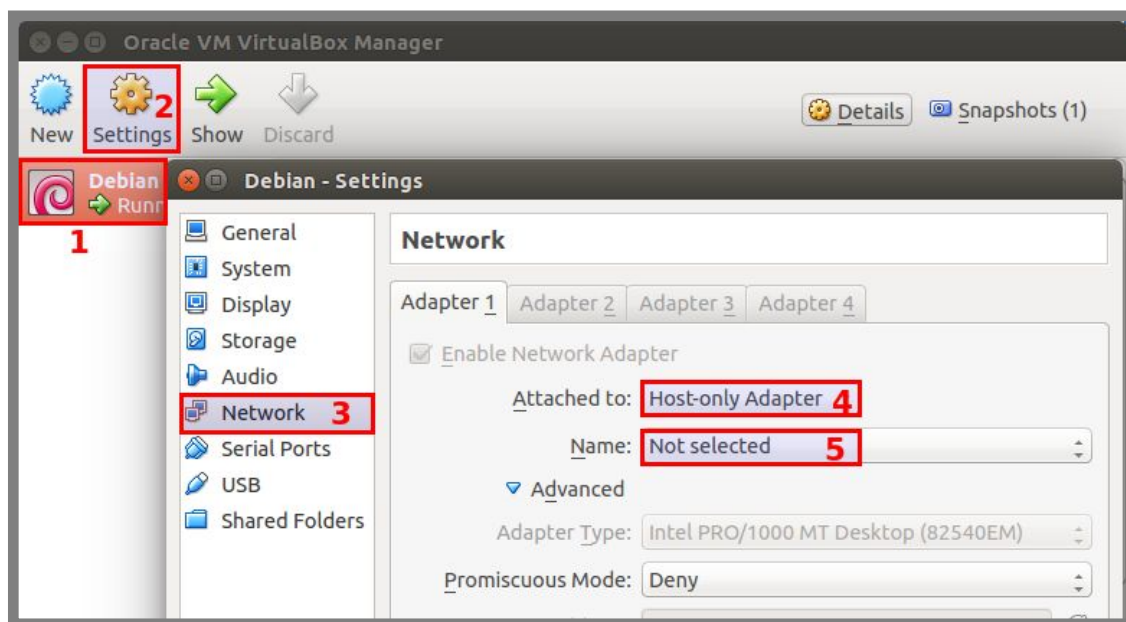 Oracle VM VirtualBox Manager
New Settings 2 Show Discard Details Snapshots (1)
Debian
1
Debian - Settings
General
System
Display
Storage
Audio
Network 3
Serial Ports
USB
Shared Folders
Network
Adapter 1 Adapter 2 Adapter 3 Adapter 4
Enable Network Adapter
Attached to: Host-only Adapter 4
Name: Not selected 5
Advanced
Adapter Type: Intel PRO/1000 MT Desktop (82540EM)
Promiscuous Mode: Deny